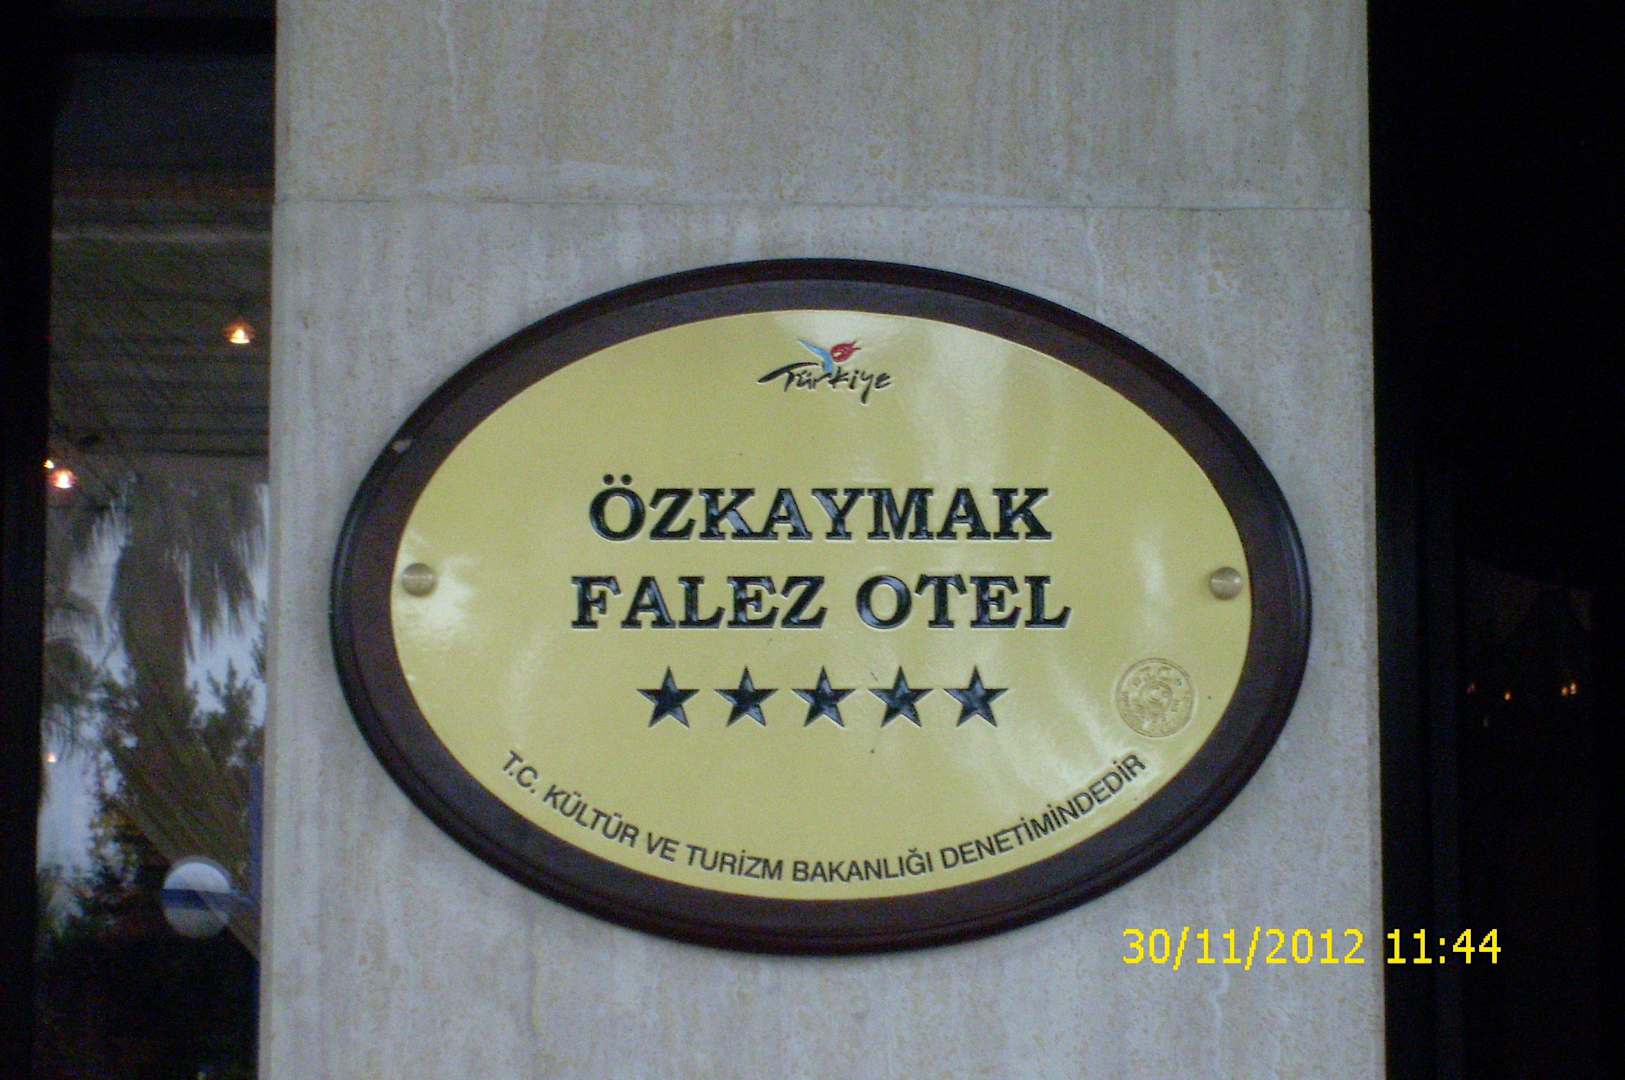 Türkiye
ÖZKAYMAK
FALEZ OTEL
T.C. KÜLTÜR VE TURİZM BAKANLIĞI DENETİMİNDEDİR
30/11/2012 11:44